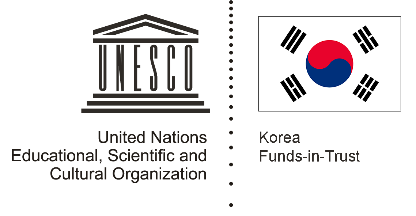 UNESCO
United Nations
Educational, Scientific and
Cultural Organization
Korea
Funds-in-Trust